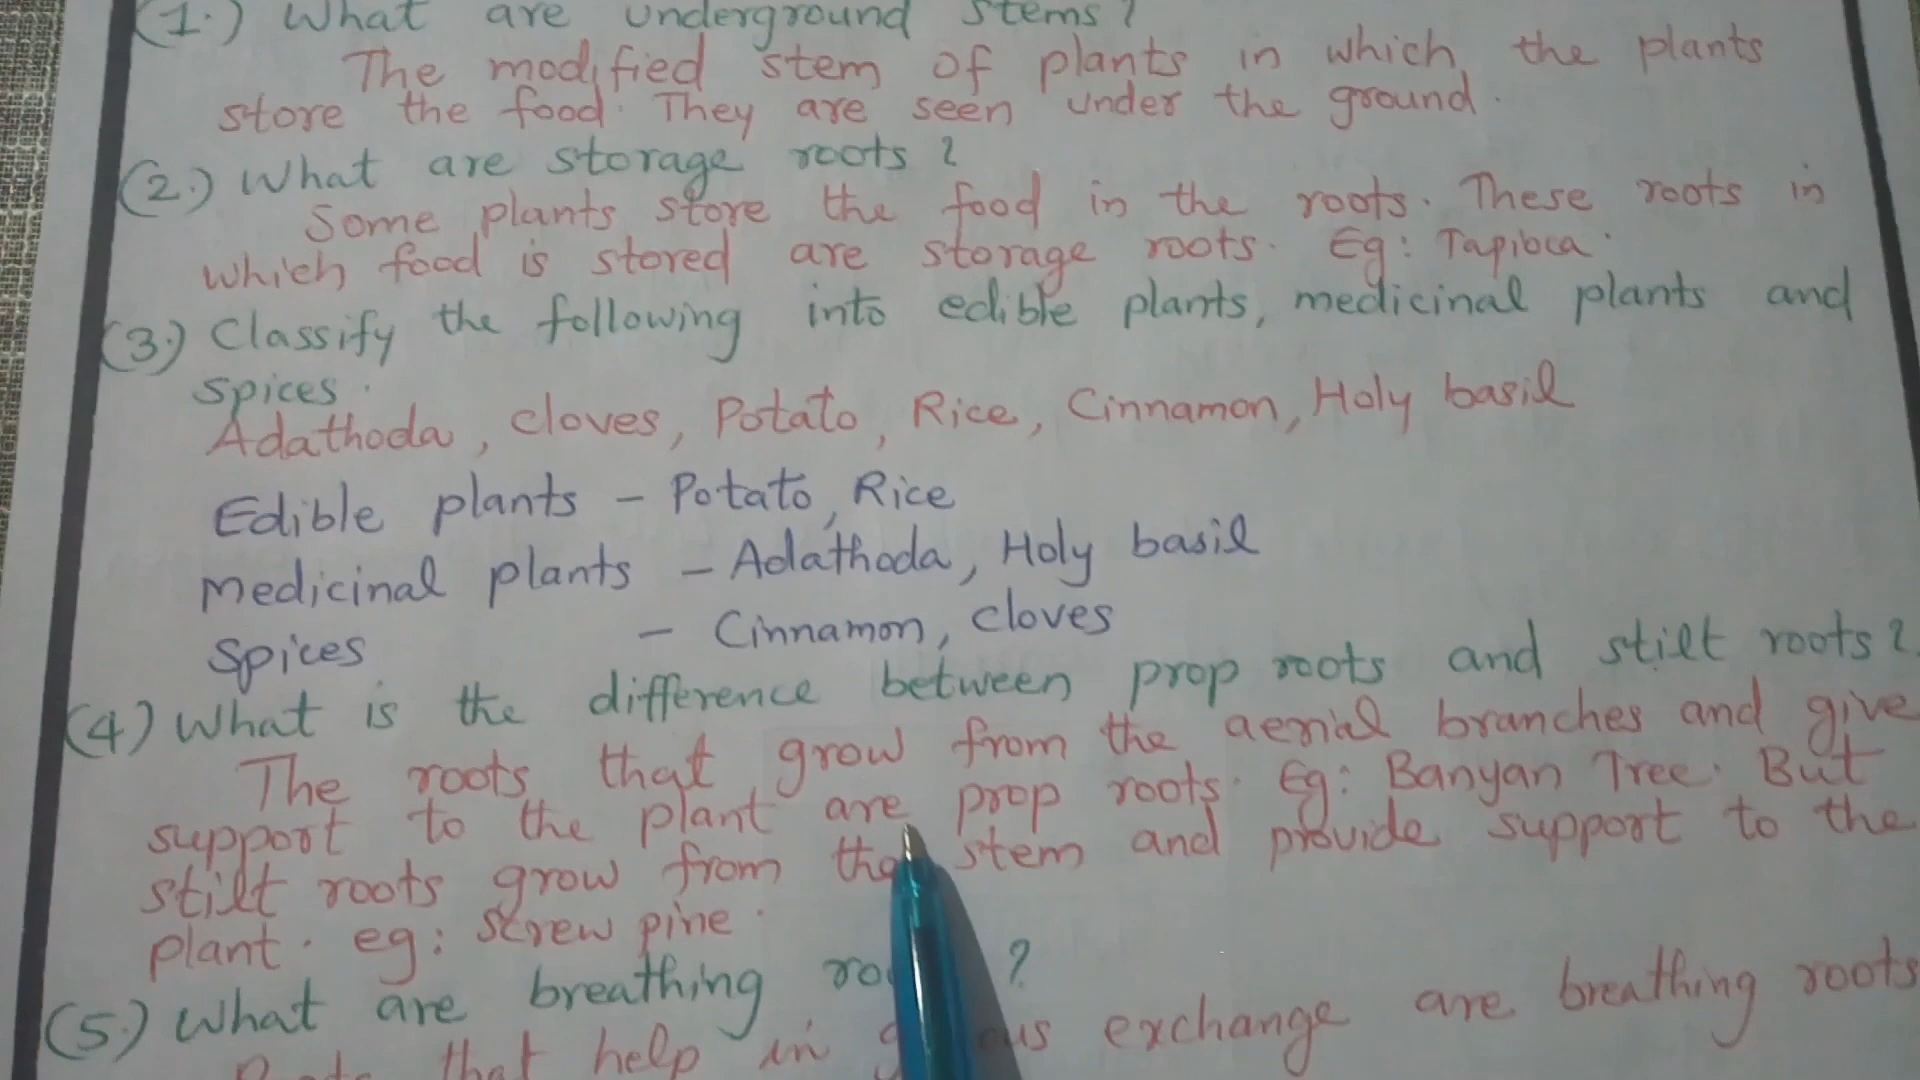 (1.) What are underground stems?
The modified stem of plants in which the plants
store the food. They are seen under the ground.
(2.) What are storage roots?
Some plants store the food in the roots. These roots in
which food is stored are storage roots. Eg: Tapioca.
(3.) Classify the following into edible plants, medicinal plants and
spices.
Adathoda, cloves, Potato, Rice, Cinnamon, Holy basil
Edible plants - Potato, Rice
Medicinal plants - Adathoda, Holy basil
Spices - Cinnamon, cloves
(4.) What is the difference between prop roots and stilt roots?
The roots that grow from the aerial branches and give
support to the plant are prop roots. Eg: Banyan Tree. But
stilt roots grow from the stem and provide support to the
plant. eg: Screw pine.
(5.) What are breathing ?
that help in exchange are breathing roots